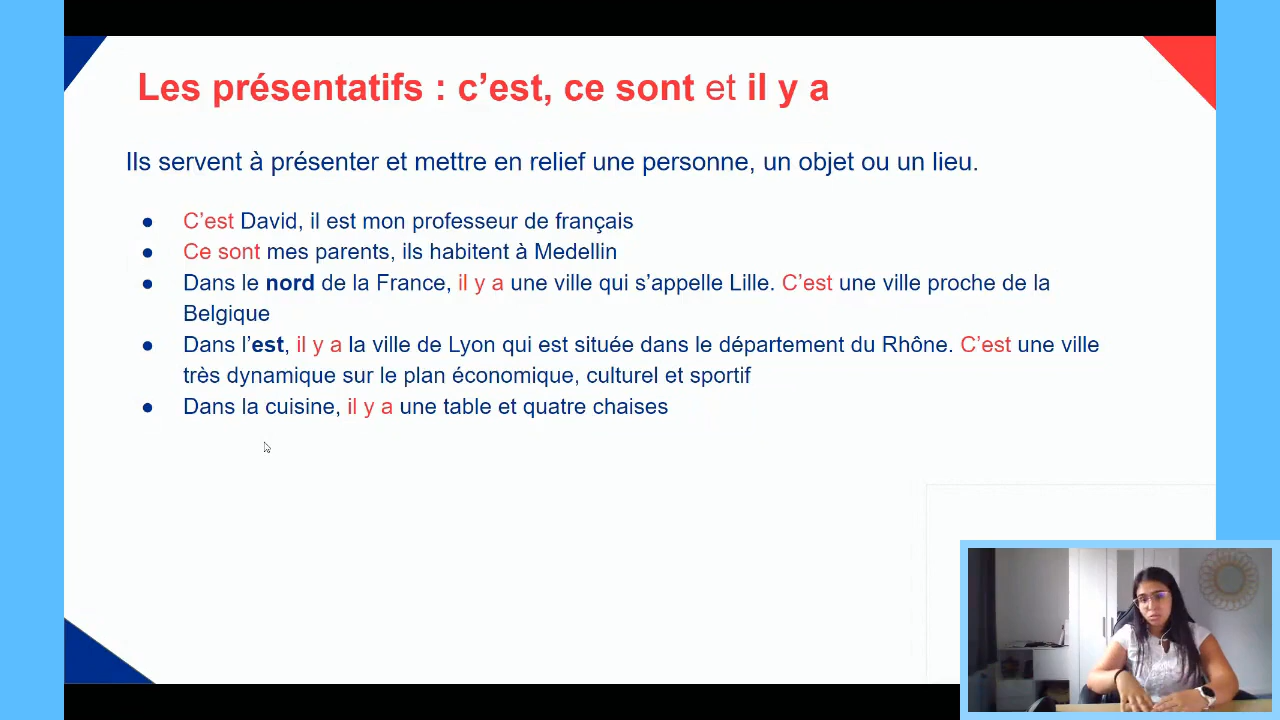 Les présentatifs : c’est, ce sont et il y a
Ils servent à présenter et mettre en relief une personne, un objet ou un lieu.
● C’est David, il est mon professeur de français
● Ce sont mes parents, ils habitent à Medellin
● Dans le nord de la France, il y a une ville qui s’appelle Lille. C’est une ville proche de la
Belgique
● Dans l’est, il y a la ville de Lyon qui est située dans le département du Rhône. C’est une ville
très dynamique sur le plan économique, culturel et sportif
● Dans la cuisine, il y a une table et quatre chaises